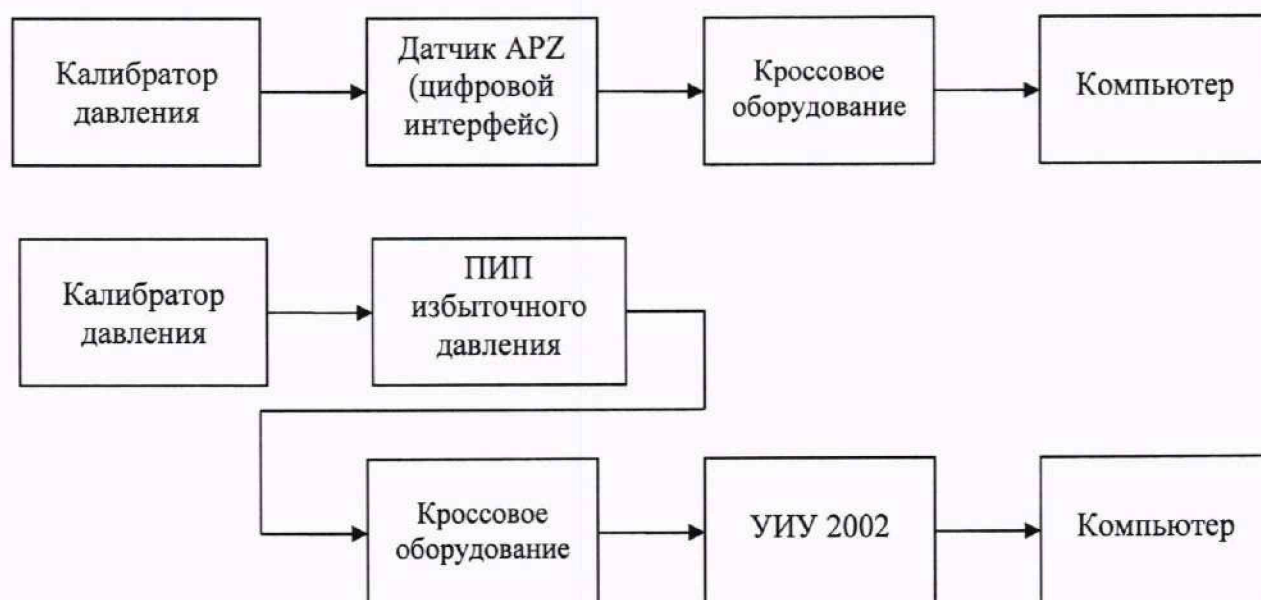 Калибратор
давления
Датчик APZ
(цифровой
интерфейс)
Кроссовое
оборудование
Компьютер
Калибратор
давления
ПИП
избыточного
давления
Кроссовое
оборудование
УИУ 2002
Компьютер